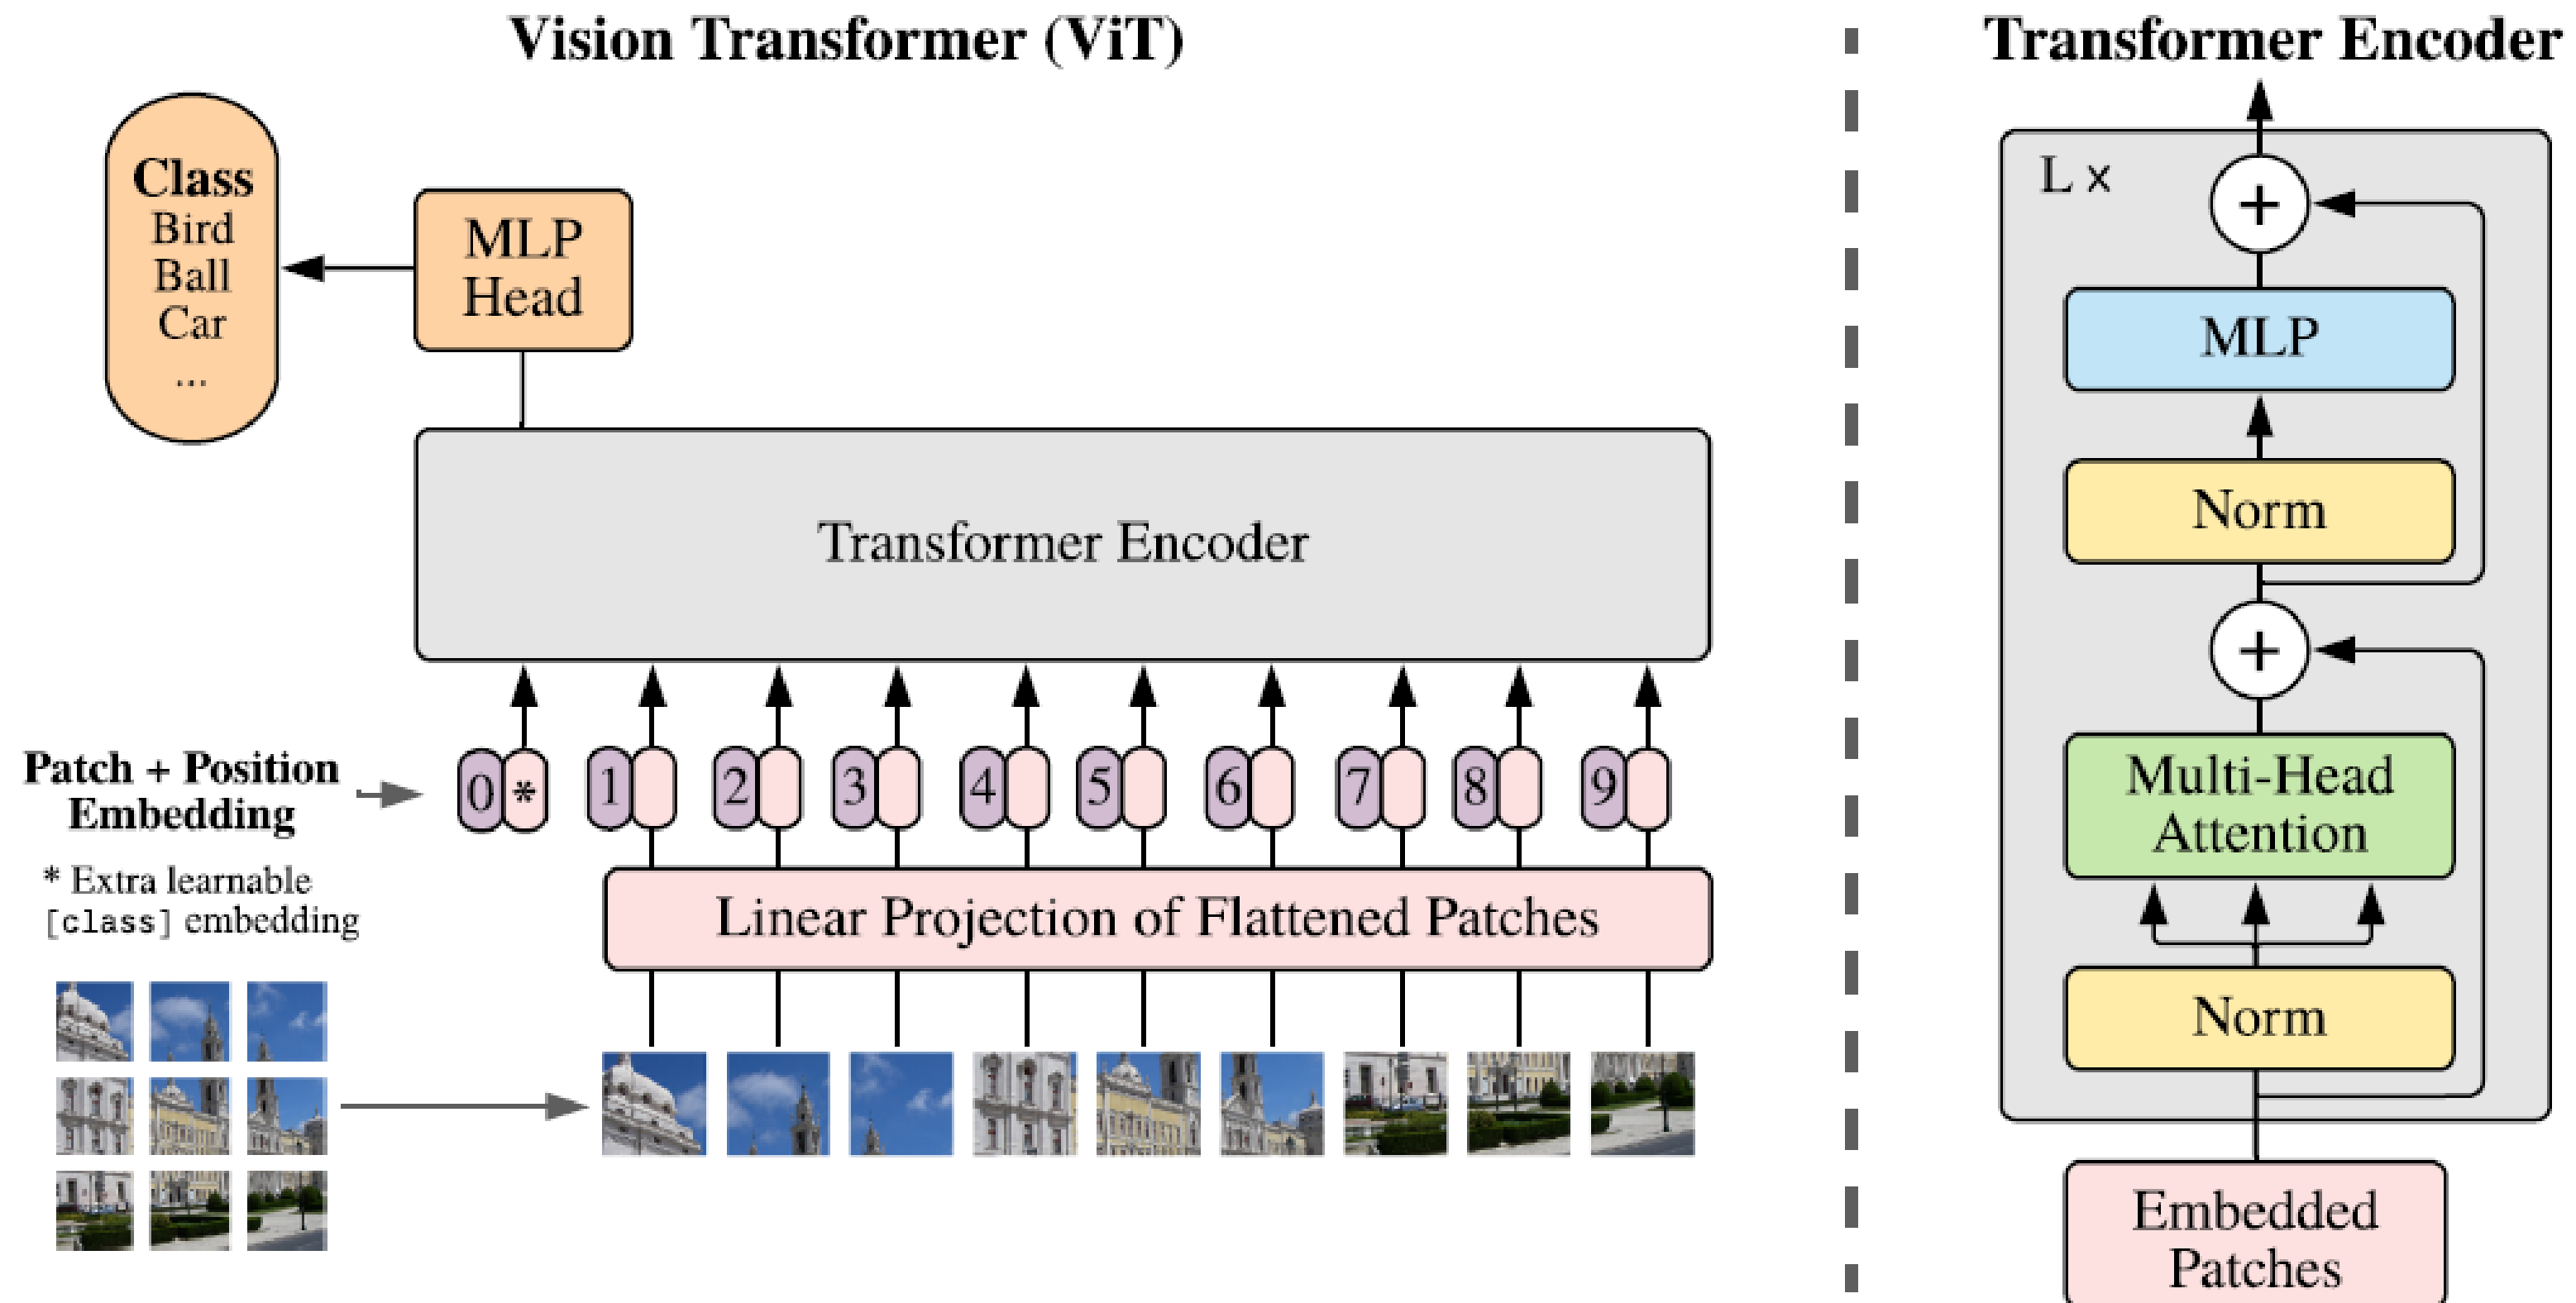 Vision Transformer (ViT)
Class
Bird
Ball
Car
...
MLP
Head
Transformer Encoder
Patch + Position
Embedding
0 * 1 2 3 4 5 6 7 8 9
* Extra learnable
[class] embedding
Linear Projection of Flattened Patches
Transformer Encoder
L ×
+
MLP
Norm
+
Multi-Head
Attention
Norm
Embedded
Patches